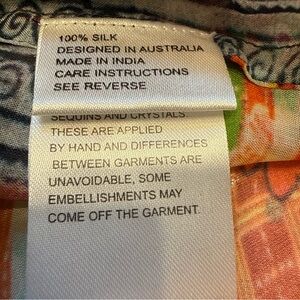 100% SILK
DESIGNED IN AUSTRALIA
MADE IN INDIA
CARE INSTRUCTIONS
SEE REVERSE
SEQUINS AND CRYSTALS.
THESE ARE APPLIED
BY HAND AND DIFFERENCES
BETWEEN GARMENTS ARE
UNAVOIDABLE, SOME
EMBELLISHMENTS MAY
COME OFF THE GARMENT.